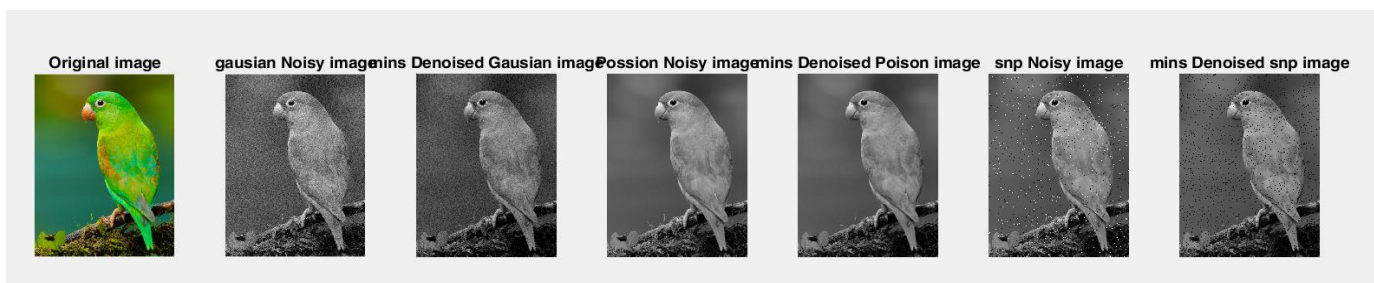 Original image
gausian Noisy image
mins Denoised Gausian image
Possion Noisy image
mins Denoised Poison image
snp Noisy image
mins Denoised snp image